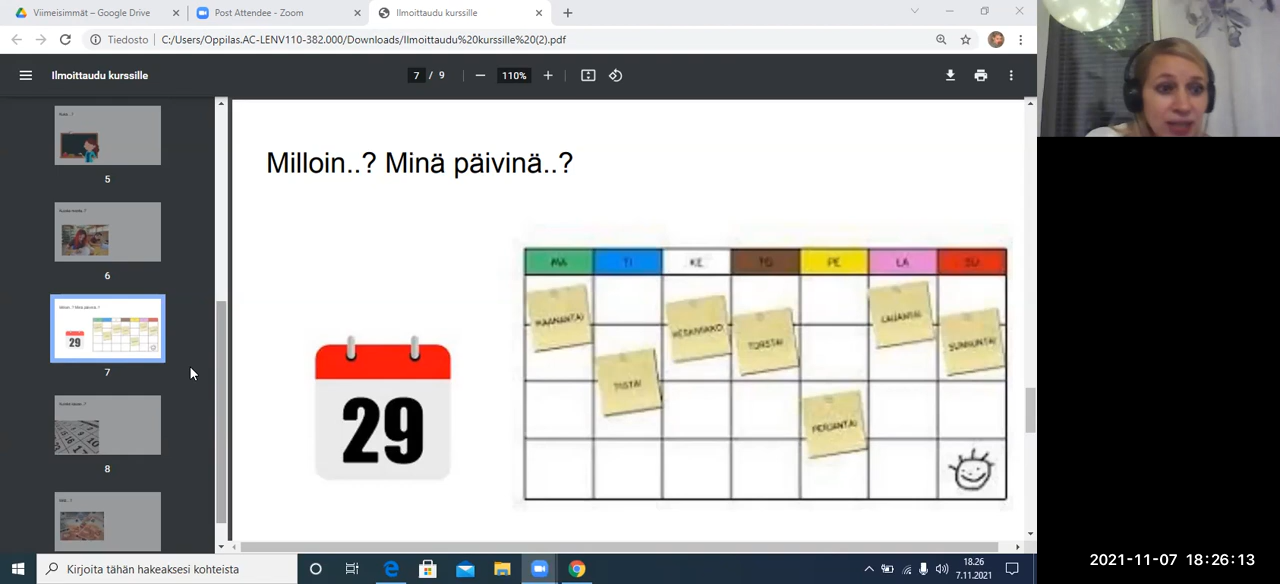 Viimeisimmät – Google Drive
Post Attendee - Zoom
Ilmoittaudu kurssille
Tiedosto
C:/Users/Oppilas.AC-LENV110-382.000/Downloads/Ilmoittaudu%20kurssille%20(2).pdf
Ilmoittaudu kurssille
7 / 9
110%
5
6
7
8
Milloin..? Minä päivinä..?
MA TI KE TO PE LA SU
MAANANTAI
TIISTAI
KESKIVIIKKO
TORSTAI
PERJANTAI
LAUANTAI
SUNNUNTAI
29
Kirjoita tähän hakeaksesi kohteista
18.26
7.11.2021
2021-11-07 18:26:13